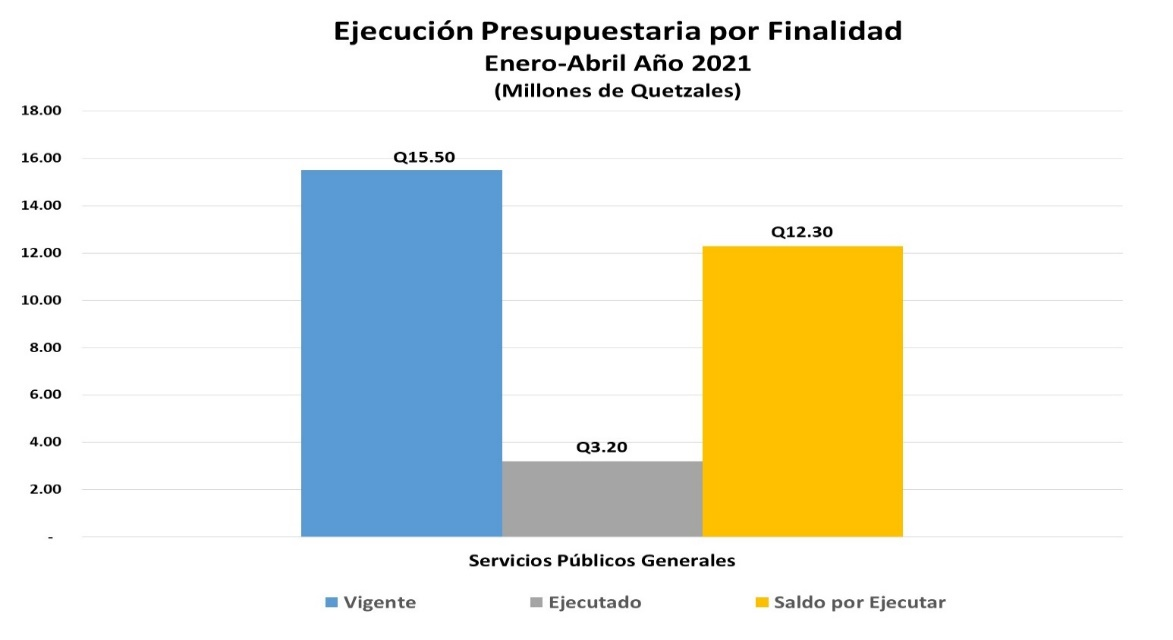 Ejecución Presupuestaria por Finalidad
Enero-Abril Año 2021
(Millones de Quetzales)
18.00
16.00
14.00
12.00
10.00
8.00
6.00
4.00
2.00
-
Q15.50
Q3.20
Q12.30
Servicios Públicos Generales
Vigente
Ejecutado
Saldo por Ejecutar